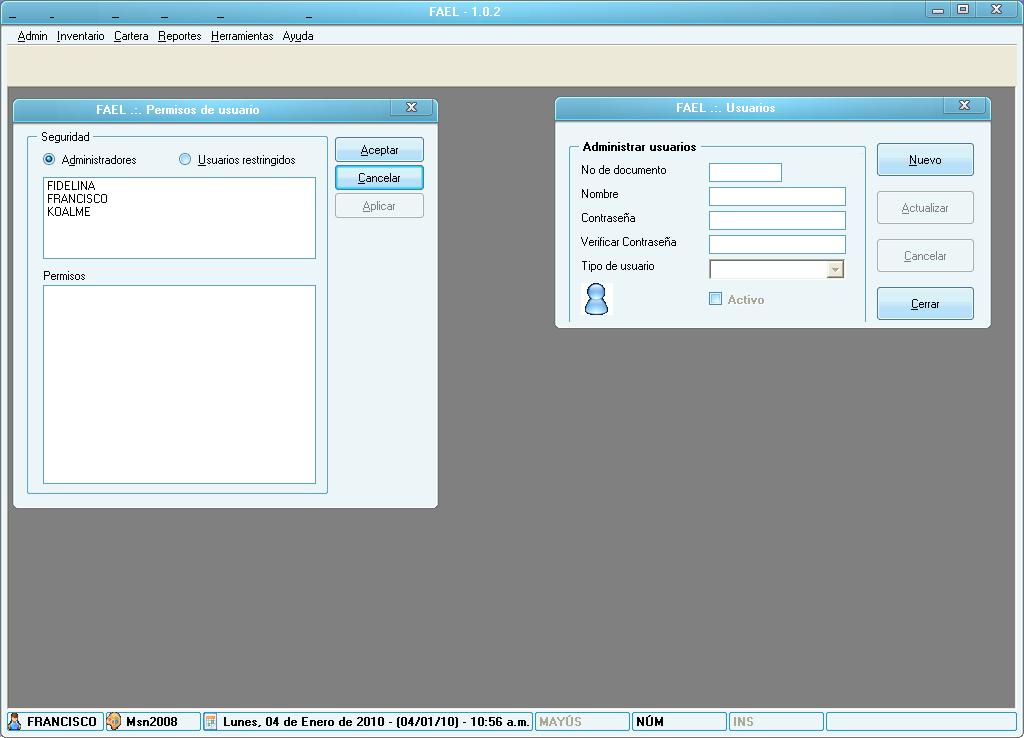 FAEL - 1.0.2
Admin Inventario Cartera Reportes Herramientas Ayuda
FAEL .:. Permisos de usuario
Seguridad
Administradores Usuarios restringidos
FIDELINA
FRANCISCO
KOALME
Permisos
Aceptar
Cancelar
Aplicar
FAEL .:. Usuarios
Administrar usuarios
No de documento
Nombre
Contraseña
Verificar Contraseña
Tipo de usuario
Activo
Nuevo
Actualizar
Cancelar
Cerrar
FRANCISCO Msn2008 Lunes, 04 de Enero de 2010 - (04/01/10) - 10:56 a.m. MAYÚS NÚM INS